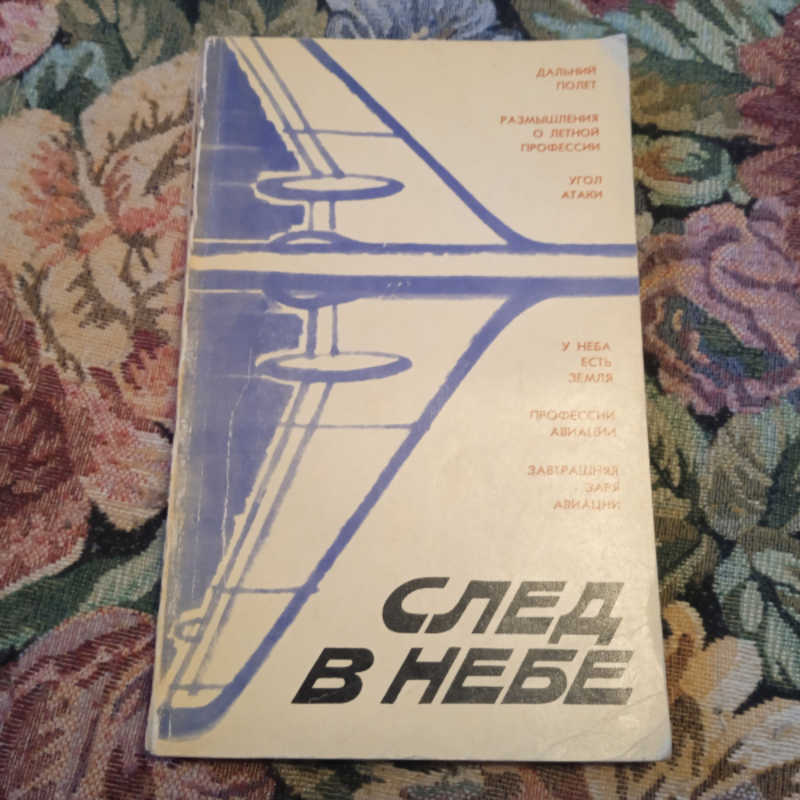 ДАЛЬНИЙ
ПОЛЕТ
РАЗМЫШЛЕНИЯ
О ЛЕТНОЙ
ПРОФЕССИИ
УГОЛ
АТАКИ
У НЕБА
ЕСТЬ
ЗЕМЛЯ
ПРОФЕССИИ
АВИАЦИИ
ЗАВТРАШНЯЯ
ЗАРЯ
АВИАЦИИ
СЛЕД
В НЕБЕ